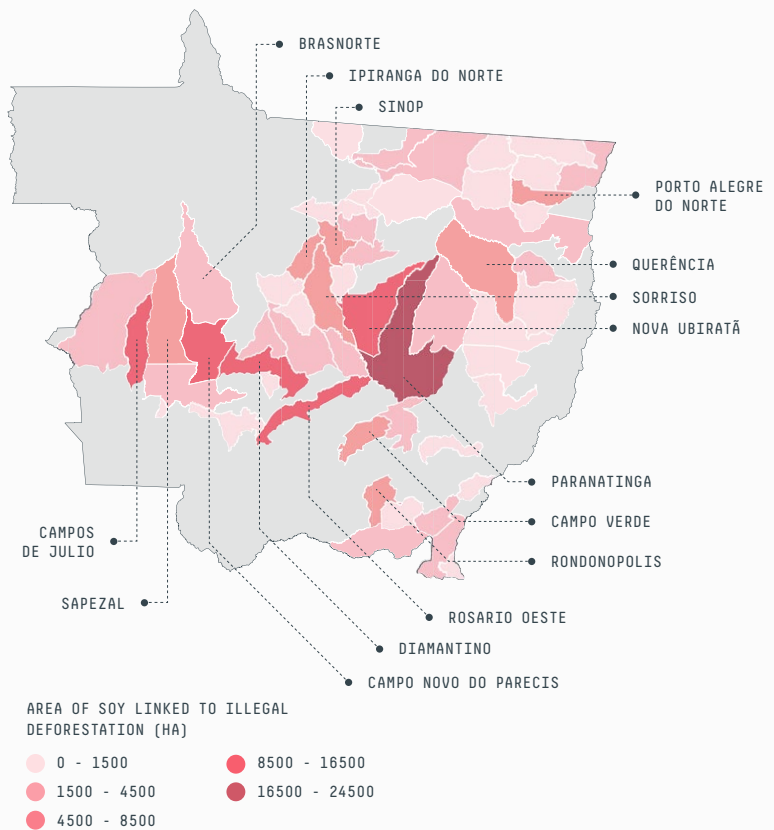 BRASNORTE
IPIRANGA DO NORTE
SINOP
PORTO ALEGRE
DO NORTE
QUERÊNCIA
SORRISO
NOVA UBIRATÃ
PARANATINGA
CAMPO VERDE
RONDONOPOLIS
CAMPOS
DE JULIO
SAPEZAL
ROSARIO OESTE
DIAMANTINO
CAMPO NOVO DO PARECIS
AREA OF SOY LINKED TO ILLEGAL
DEFORESTATION (HA)
0 - 1500
1500 - 4500
4500 - 8500
8500 - 16500
16500 - 24500